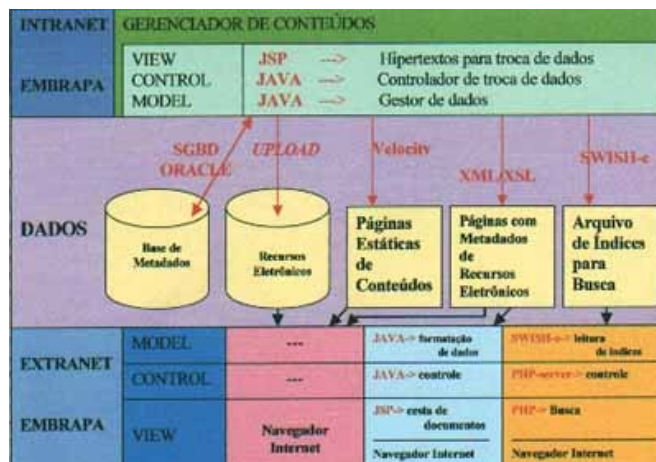 INTRANET
EMBRAPA
GERENCIADOR DE CONTEÚDOS
VIEW JSP ---> Hipertextos para troca de dados
CONTROL JAVA ---> Controlador de troca de dados
MODEL JAVA ---> Gestor de dados
DADOS
SGBD
ORACLE
UPLOAD
Velocity
XML/XSL
SWISH-e
Base de
Metadados
Recursos
Eletrônicos
Páginas
Estáticas
de
Conteúdos
Páginas com
Metadados
de
Recursos
Eletrônicos
Arquivo
de Índices
para
Busca
EXTRANET
EMBRAPA
MODEL
---
JAVA-> formatação
de dados
SWISH-e-> leitura
de índices
CONTROL
---
JAVA-> controle
PHP-server-> controle
VIEW
Navegador
Internet
JSP-> cesta de
documentos
Navegador Internet
PHP-> Busca
Navegador Internet